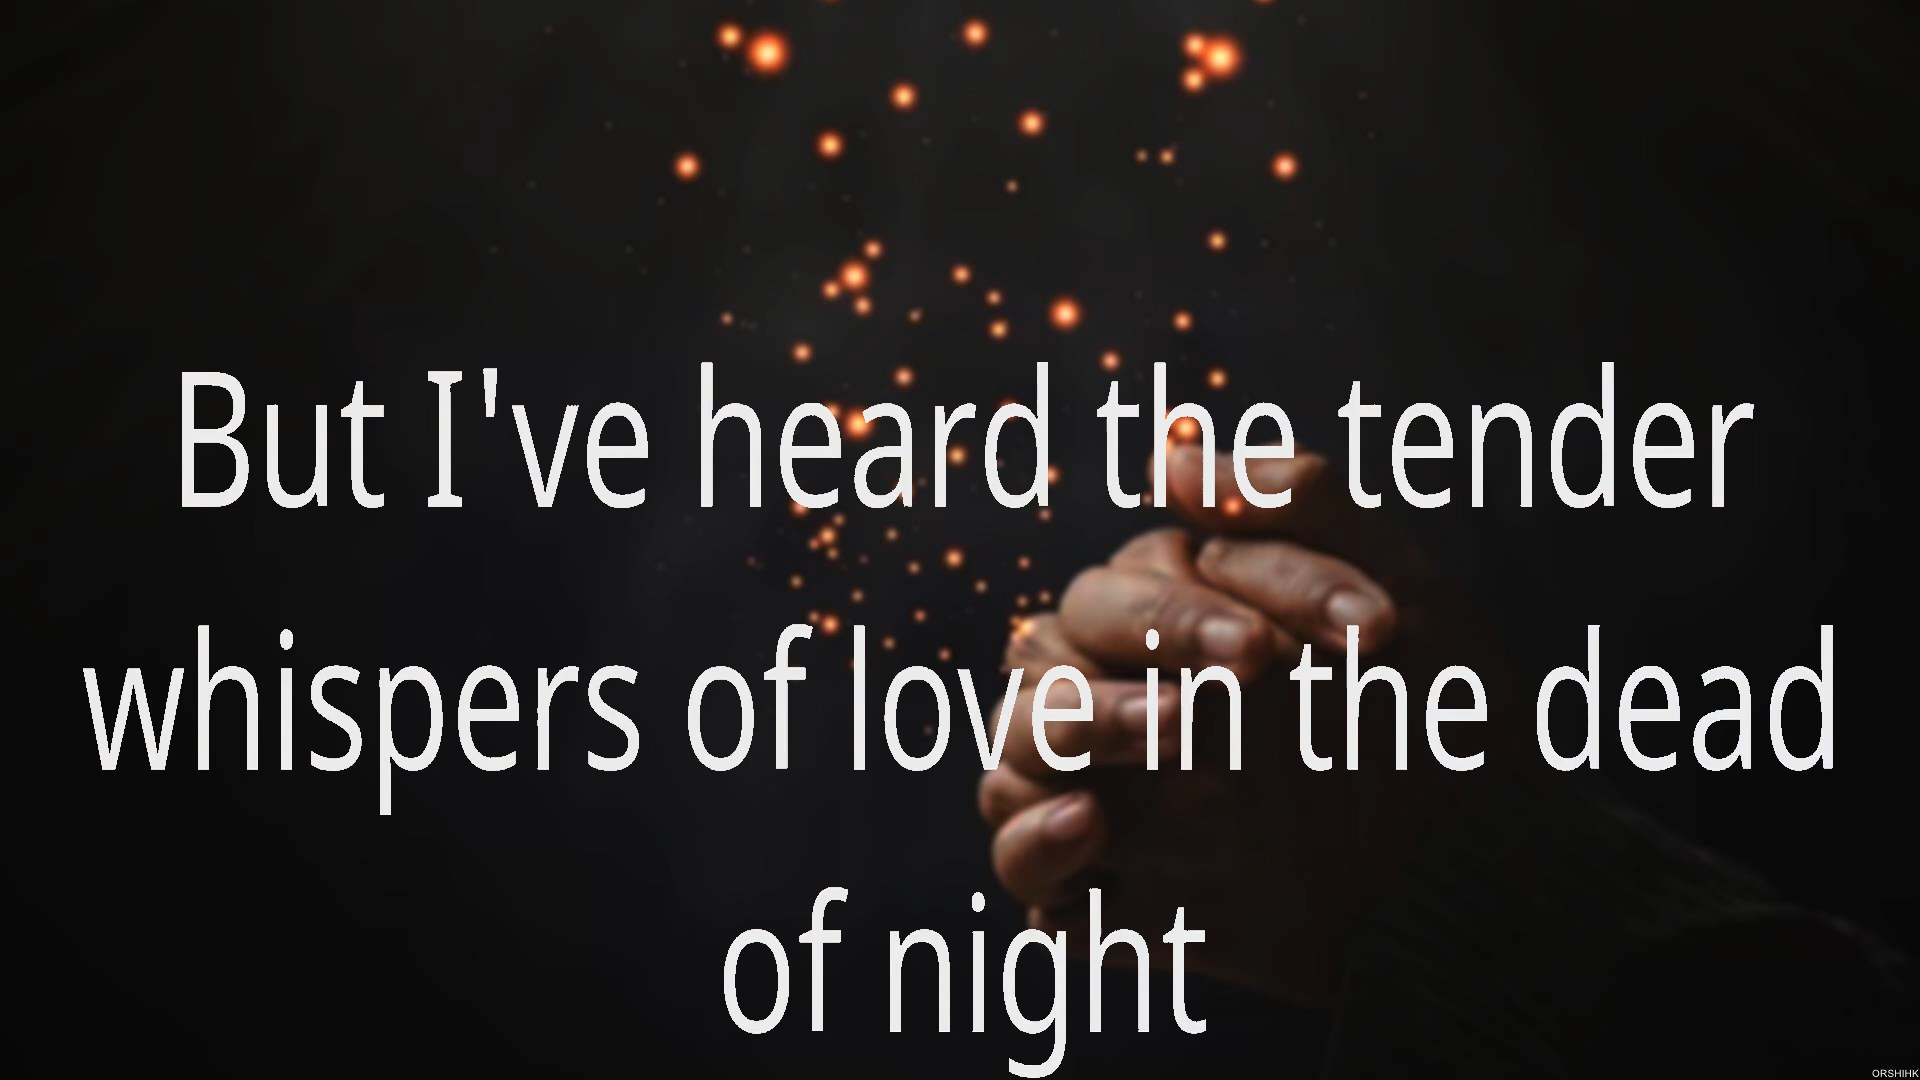 But I've heard the tender
whispers of love in the dead
of night
ORSHIHK